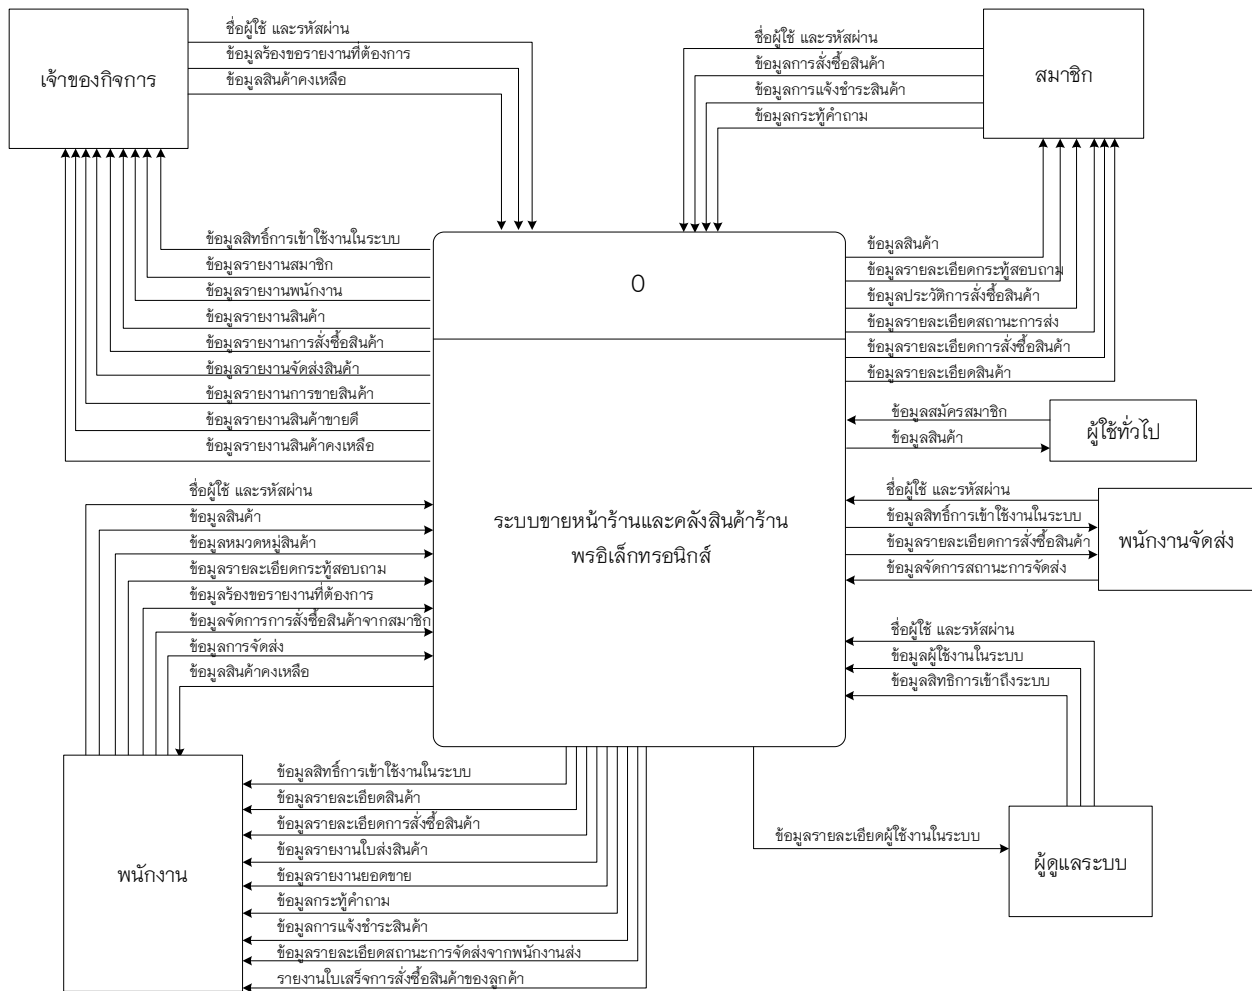 เจ้าของกิจการ
ชื่อผู้ใช้ และรหัสผ่าน
ข้อมูลร้องขอรายงานที่ต้องการ
ข้อมูลสินค้าคงเหลือ
ชื่อผู้ใช้ และรหัสผ่าน
ข้อมูลการสั่งซื้อสินค้า
ข้อมูลการแจ้งชำระสินค้า
ข้อมูลกระทู้คำถาม
สมาชิก
ข้อมูลสิทธิ์การเข้าใช้งานในระบบ
ข้อมูลรายงานสมาชิก
ข้อมูลรายงานพนักงาน
ข้อมูลรายงานสินค้า
ข้อมูลรายงานการสั่งซื้อสินค้า
ข้อมูลรายงานจัดส่งสินค้า
ข้อมูลรายงานการขายสินค้า
ข้อมูลรายงานสินค้าขายดี
ข้อมูลรายงานสินค้าคงเหลือ
0
ระบบขายหน้าร้านและคลังสินค้าร้าน
พรอิเล็กทรอนิกส์
ข้อมูลสินค้า
ข้อมูลรายละเอียดกระทู้สอบถาม
ข้อมูลประวัติการสั่งซื้อสินค้า
ข้อมูลรายละเอียดสถานะการส่ง
ข้อมูลรายละเอียดการสั่งซื้อสินค้า
ข้อมูลรายละเอียดสินค้า
ข้อมูลสมัครสมาชิก
ข้อมูลสินค้า
ผู้ใช้ทั่วไป
ชื่อผู้ใช้ และรหัสผ่าน
ข้อมูลสิทธิ์การเข้าใช้งานในระบบ
ข้อมูลรายละเอียดการสั่งซื้อสินค้า
ข้อมูลจัดการสถานะการจัดส่ง
พนักงานจัดส่ง
ชื่อผู้ใช้ และรหัสผ่าน
ข้อมูลสินค้า
ข้อมูลหมวดหมู่สินค้า
ข้อมูลรายละเอียดกระทู้สอบถาม
ข้อมูลร้องขอรายงานที่ต้องการ
ข้อมูลจัดการการสั่งซื้อสินค้าจากสมาชิก
ข้อมูลการจัดส่ง
ข้อมูลสินค้าคงเหลือ
ชื่อผู้ใช้ และรหัสผ่าน
ข้อมูลผู้ใช้งานในระบบ
ข้อมูลสิทธิการเข้าถึงระบบ
พนักงาน
ข้อมูลสิทธิ์การเข้าใช้งานในระบบ
ข้อมูลรายละเอียดสินค้า
ข้อมูลรายละเอียดการสั่งซื้อสินค้า
ข้อมูลรายงานใบส่งสินค้า
ข้อมูลรายงานยอดขาย
ข้อมูลกระทู้คำถาม
ข้อมูลการแจ้งชำระสินค้า
ข้อมูลรายละเอียดสถานะการจัดส่งจากพนักงานส่ง
รายงานใบเสร็จการสั่งซื้อสินค้าของลูกค้า
ข้อมูลรายละเอียดผู้ใช้งานในระบบ
ผู้ดูแลระบบ